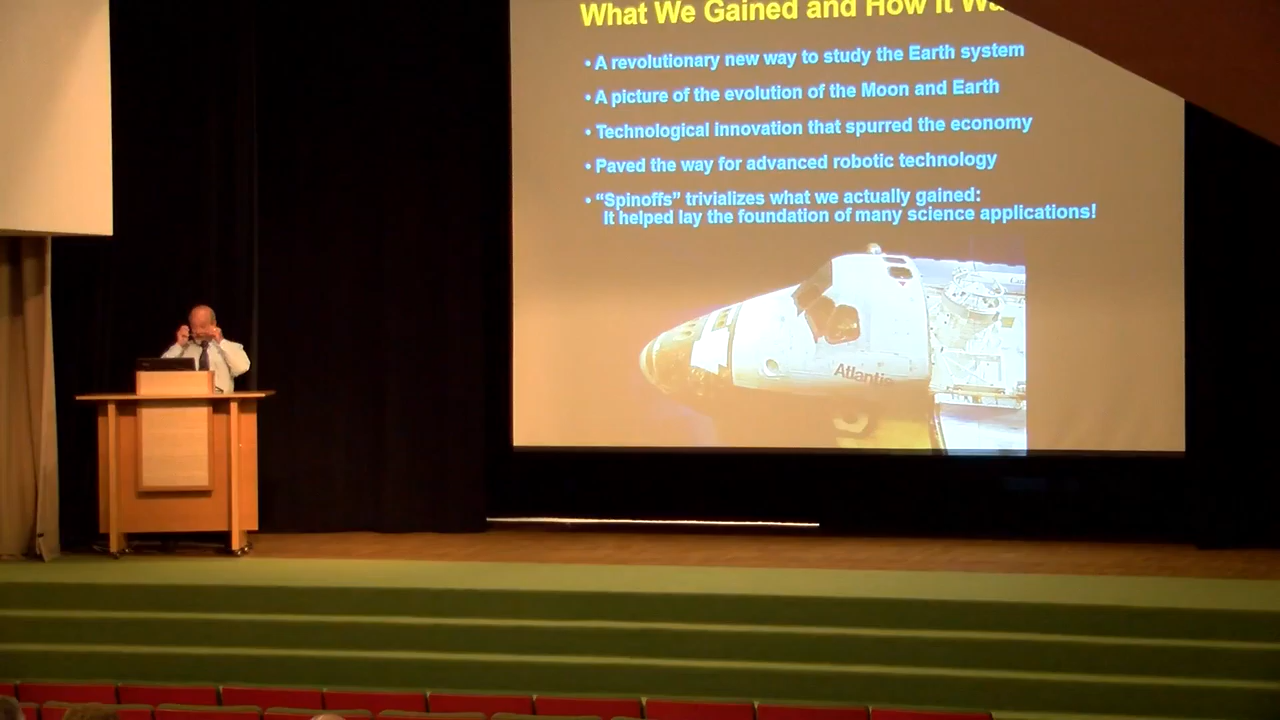 What We Gained and How It
• A revolutionary new way to study the Earth system
• A picture of the evolution of the Moon and Earth
• Technological innovation that spurred the economy
• Paved the way for advanced robotic technology
• “Spinoffs” trivializes what we actually gained:
It helped lay the foundation of many science applications!
Atlantis